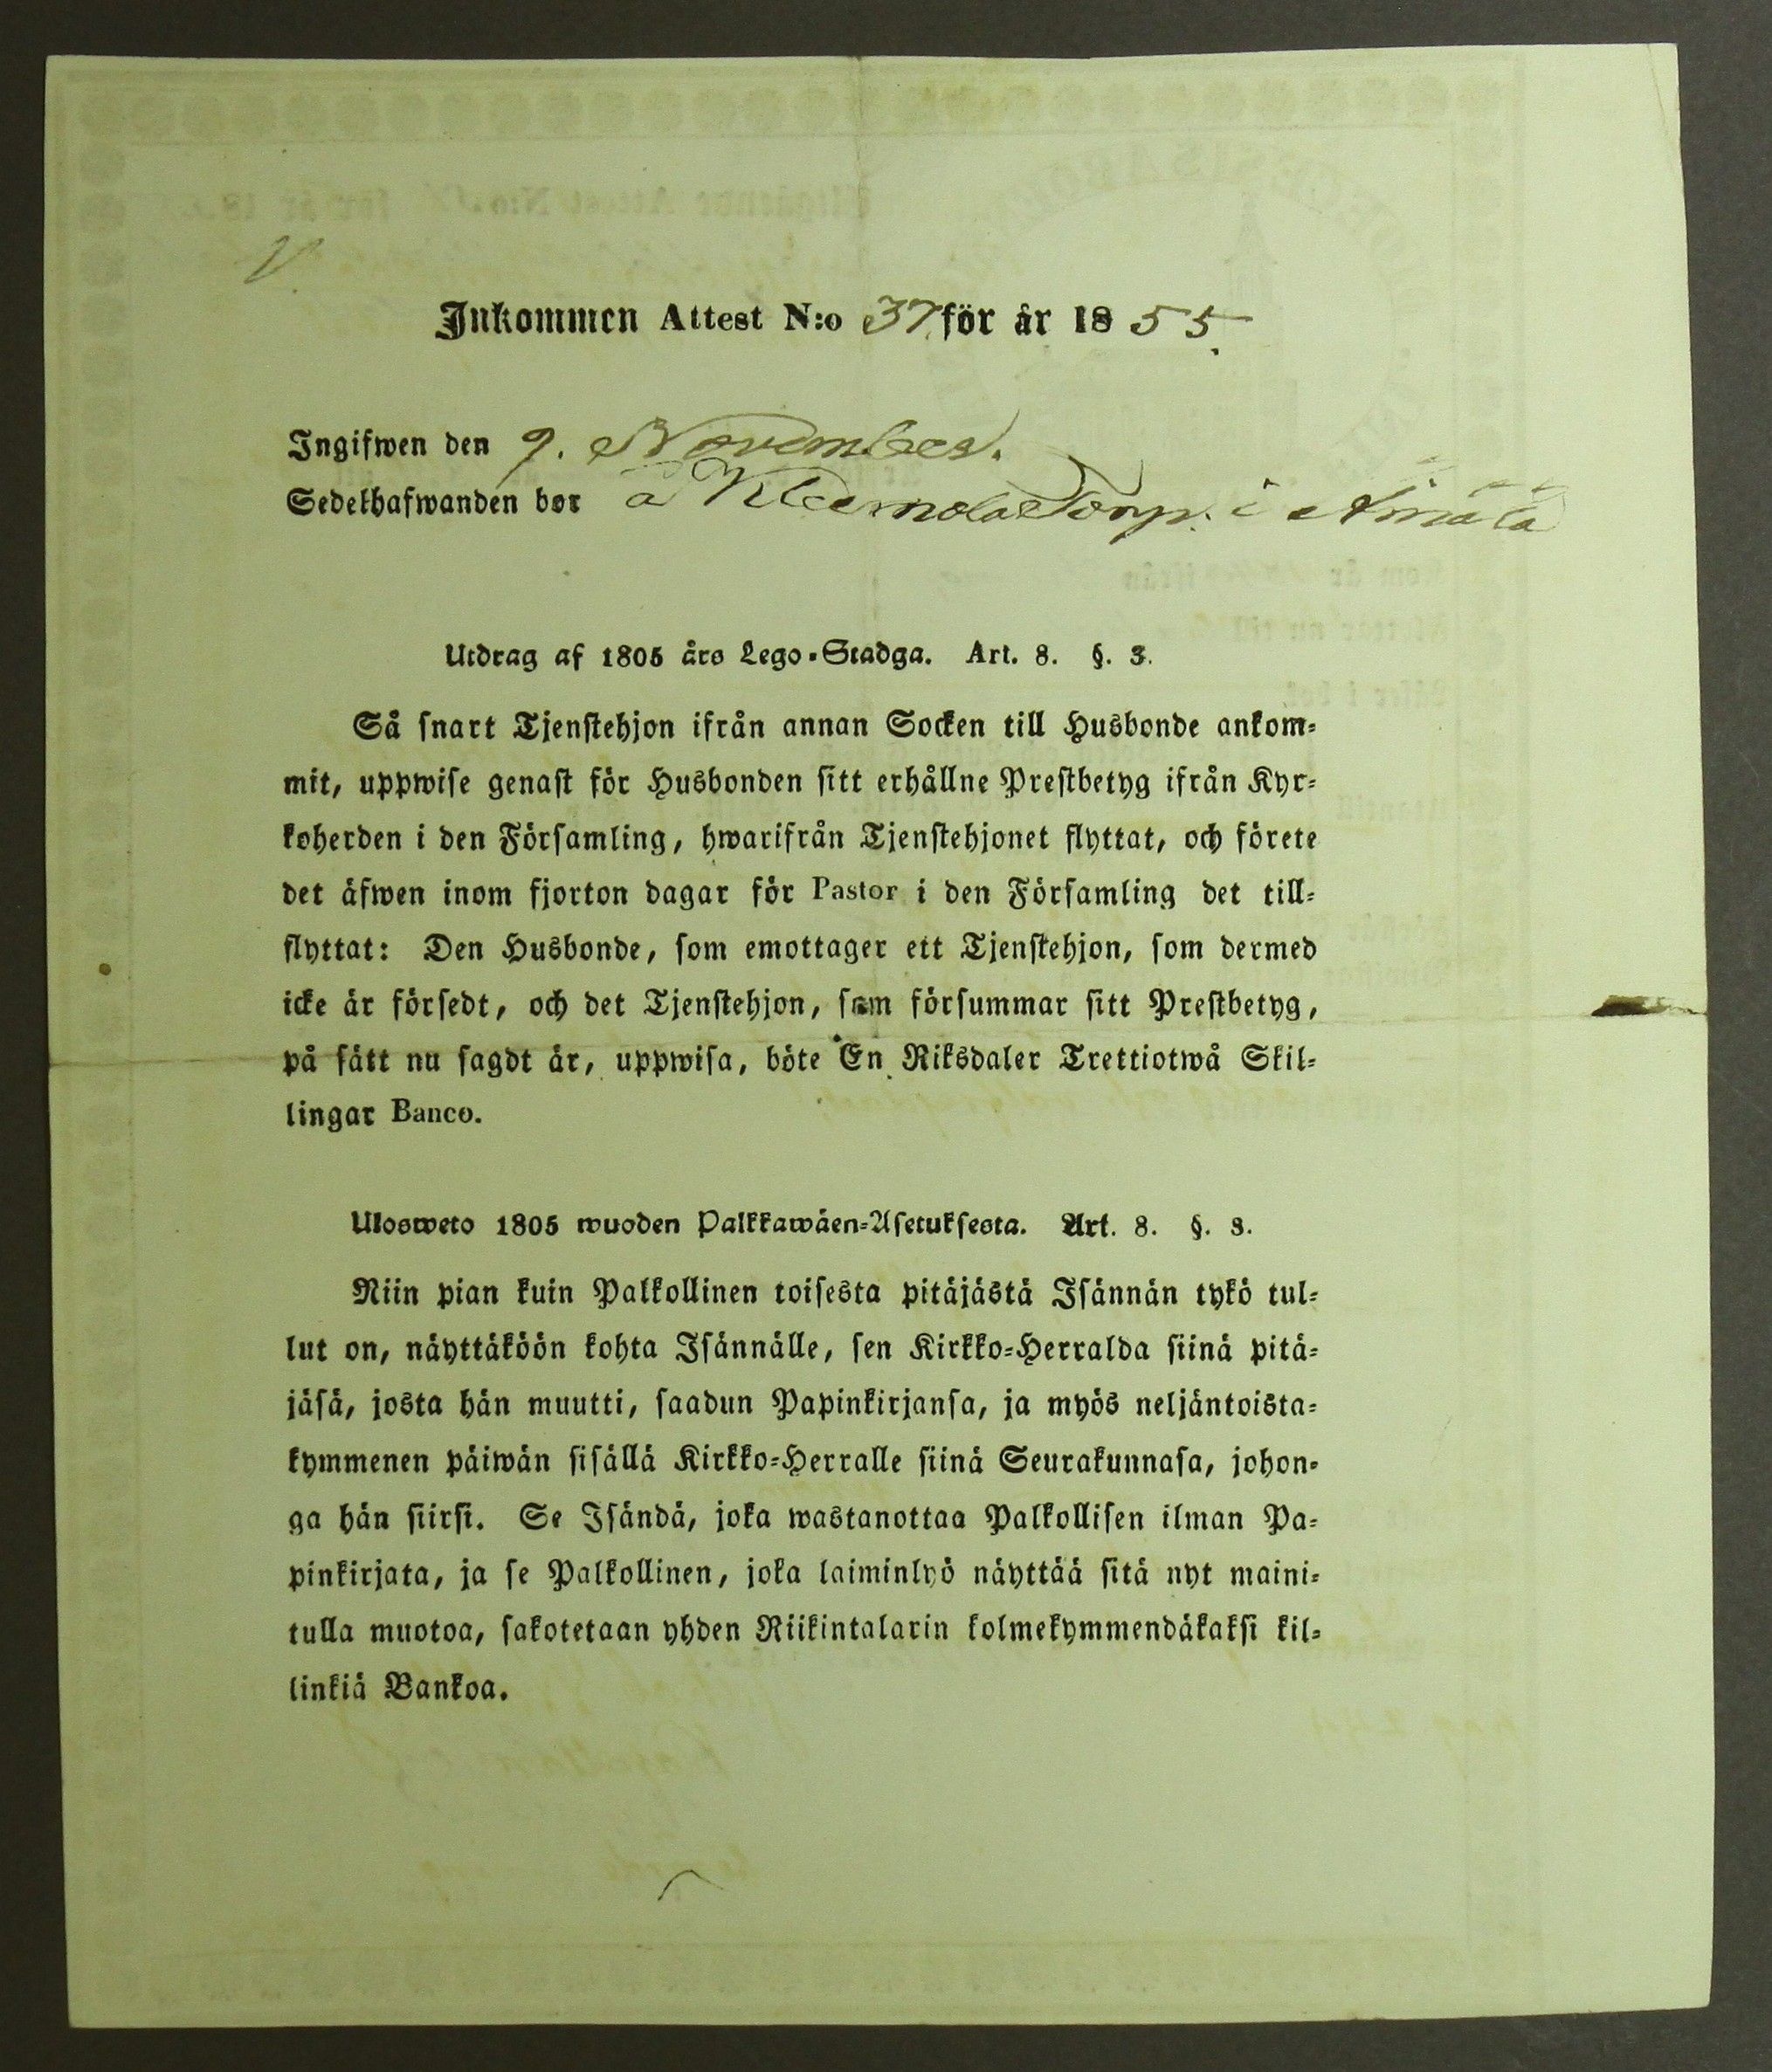 Inkommen Attest N:o 37 för år 1855.
Ingifwen den 9. November.
Sedelhafwanden bor å Torp. i
Utdrag af 1805 års Lego-Stadga. Art. 8. §. 3.
Så snart Tjenstehjon ifrån annan Socken till Husbonde ankom-
mit, uppwise genast för Husbonden sitt erhållne Prestbetyg ifrån Kyr-
koherden i den Församling, hwarifrån Tjenstehjonet flyttat, och förete
det äfwen inom fjorton dagar för Pastor i den Församling det till-
flyttat: Den Husbonde, som emottager ett Tjenstehjon, som dermed
icke är försedt, och det Tjenstehjon, som försummar sitt Prestbetyg,
på sätt nu sagdt är, uppwisa, böte En Riksdaler Trettiotwå Skil-
lingar Banco.
Ulosweto 1805 wuoden Palkkawäen-Asetuksesta. Art. 8. §. 3.
Niin pian kuin Palkollinen toisesta pitäjästä Isännän tykö tul-
lut on, näyttäköön kohta Isännälle, sen Kirkko-Herralda siinä pitä-
jäsä, josta hän muutti, saadun Papinkirjansa, ja myös neljäntoista-
kymmenen päiwän sisällä Kirkko-Herralle siinä Seurakunnasa, johon-
ga hän siirsi. Se Isändä, joka wastanottaa Palkollisen ilman Pa-
pinkirjata, ja se Palkollinen, joka laiminlyö näyttää sitä nyt maini-
tulla muotoa, sakotetaan yhden Riikintalarin kolmekymmendäkaksi kil-
linkiä Bankoa.